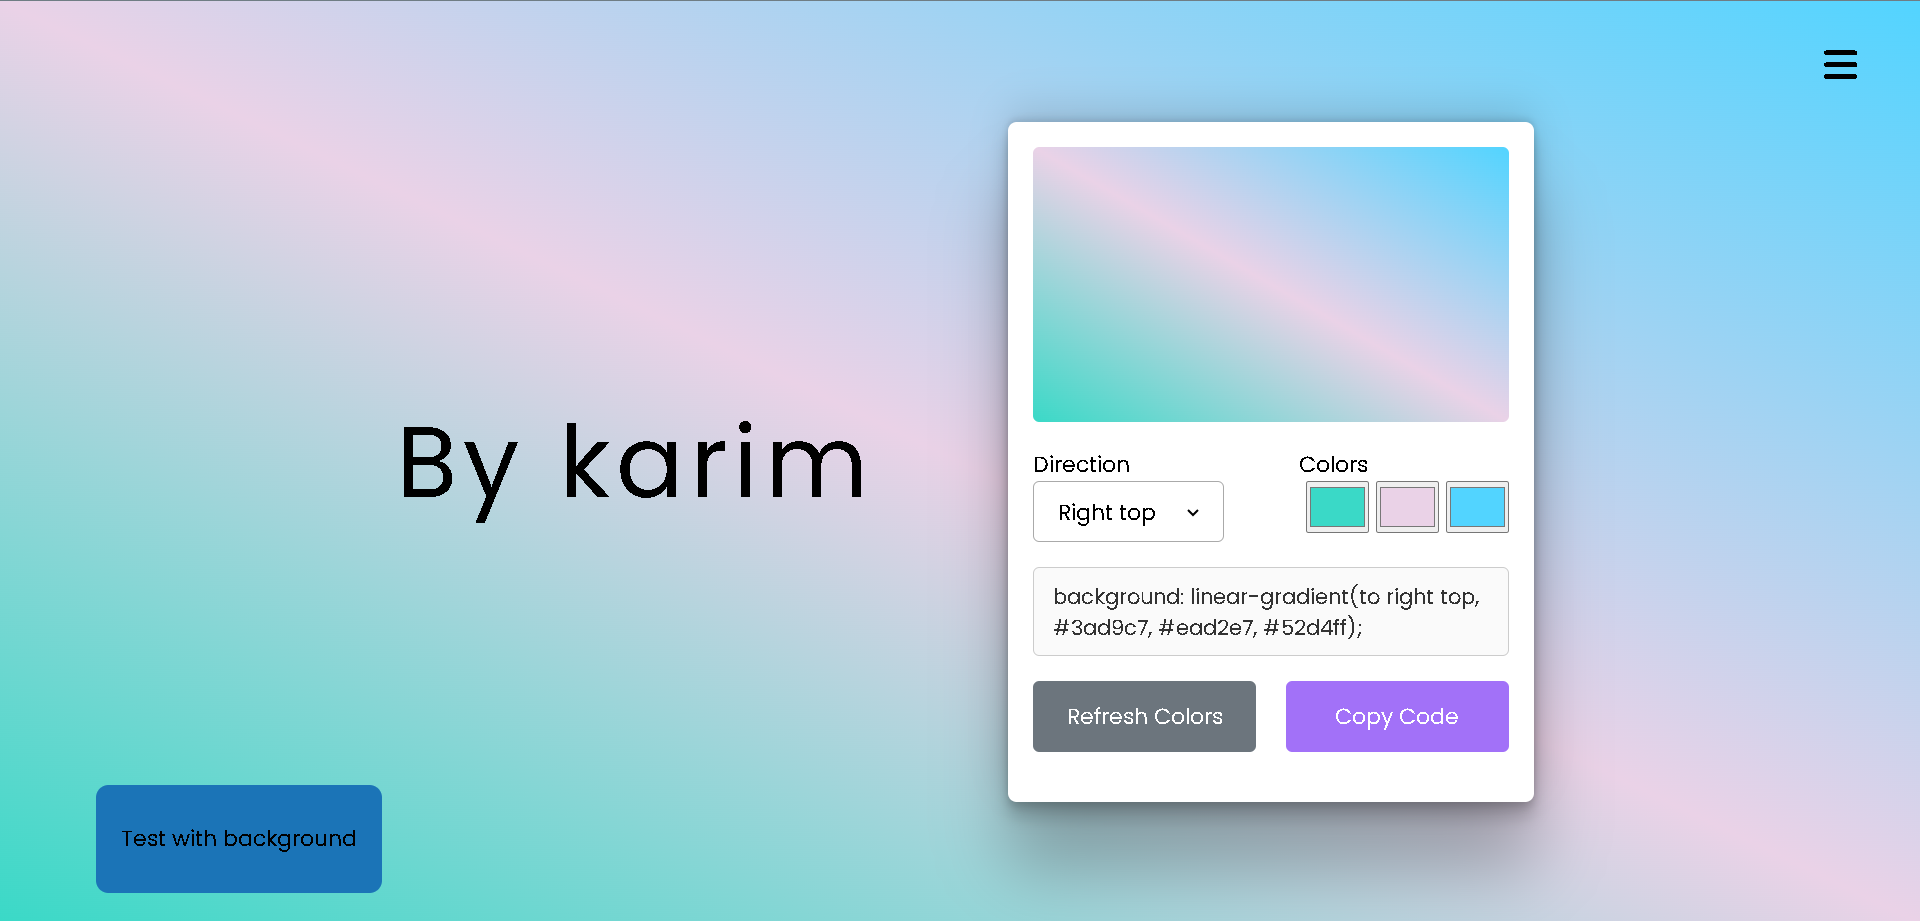 By karim
Direction
Colors
Right top
background: linear-gradient(to right top,
#3ad9c7, #ead2e7, #52d4ff);
Refresh Colors
Copy Code
Test with background